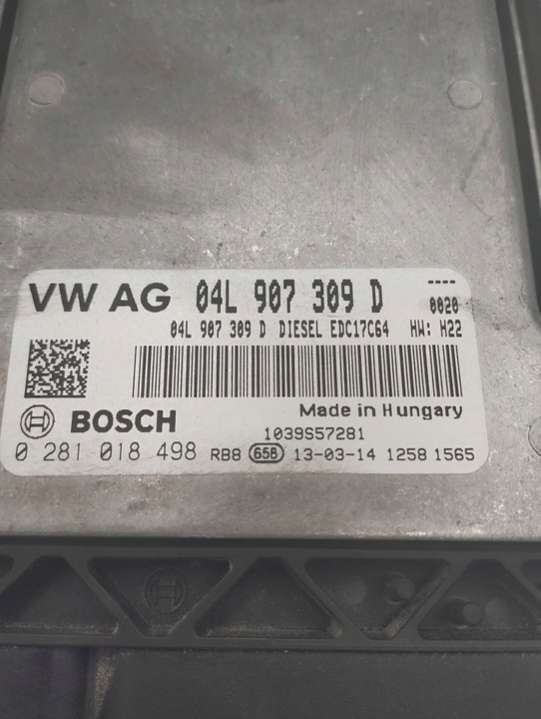 VW AG 04L 907 309 D ----
0020
04L 907 309 D DIESEL EDC17C64 HW: H22
Made in Hungary
BOSCH
1039S57281
0 281 018 498 RB8 658 13-03-14 1258 1565